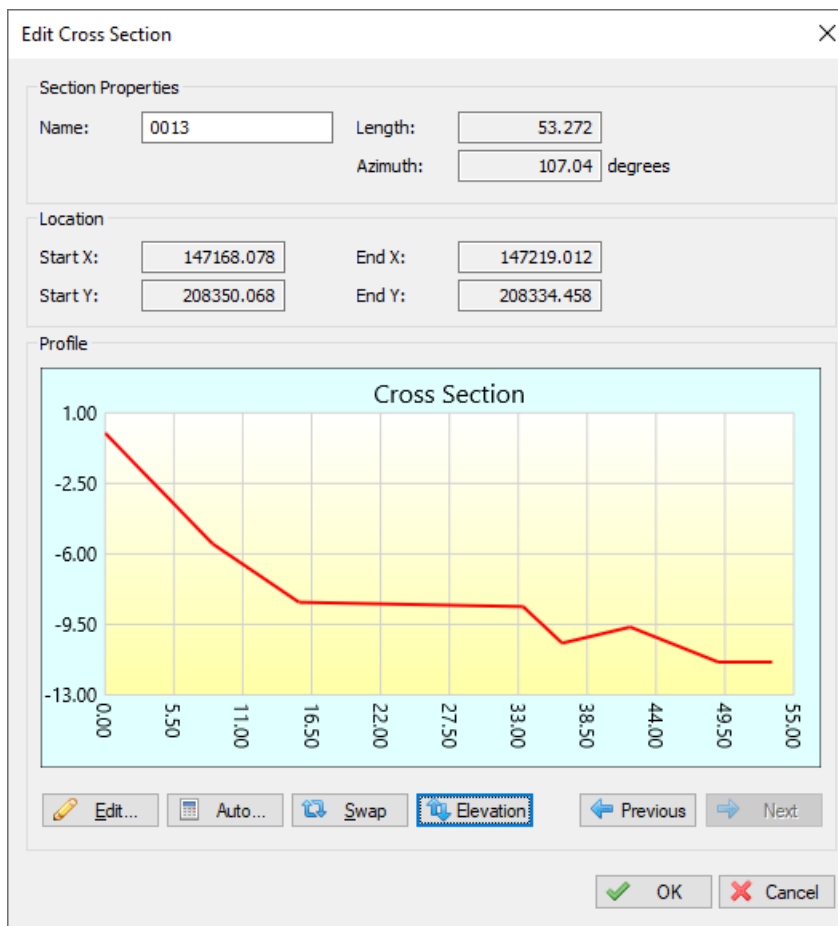 Edit Cross Section
Section Properties
Name: 0013 Length: 53.272
Azimuth: 107.04 degrees
Location
Start X: 147168.078 End X: 147219.012
Start Y: 208350.068 End Y: 208334.458
Profile
Cross Section
1.00
-2.50
-6.00
-9.50
-13.00
0.00 5.50 11.00 16.50 22.00 27.50 33.00 38.50 44.00 49.50 55.00
Edit... Auto... Swap Elevation Previous Next
OK Cancel